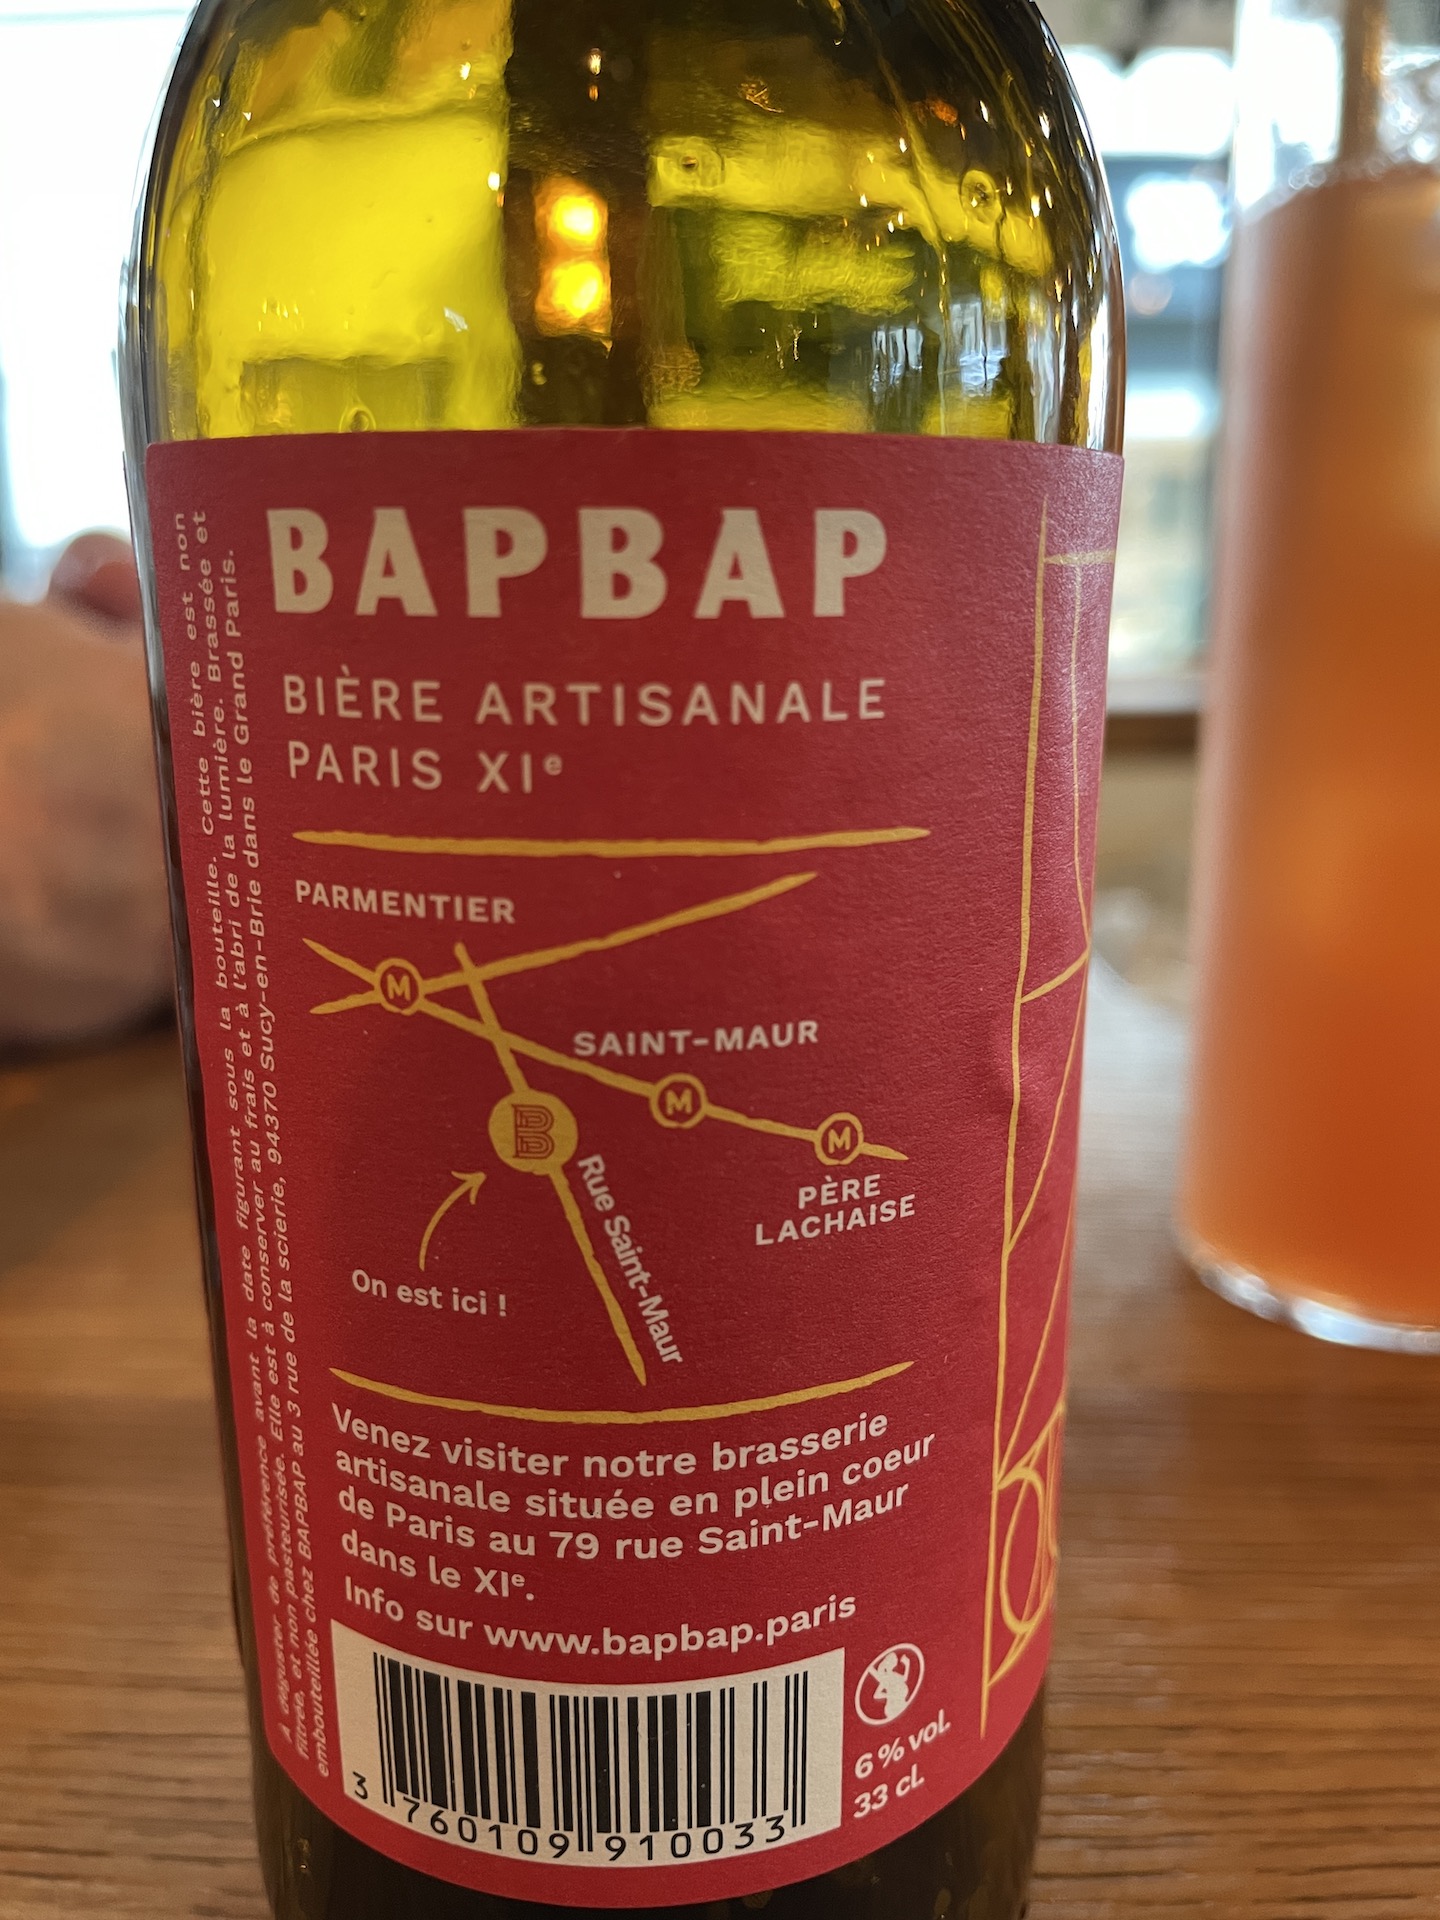 BAPBAP
BIÈRE ARTISANALE
PARIS XIᵉ
PARMENTIER
M
SAINT-MAUR
M
B
M
PÈRE
LACHAISE
Rue Saint-Maur
On est ici !
Venez visiter notre brasserie
artisanale située en plein coeur
de Paris au 79 rue Saint-Maur
dans le XIᵉ.
Info sur www.bapbap.paris
3 760109 910033
6 % vol.
33 cL
À déguster de préférence avant la date figurant sous la bouteille. Cette bière est non
filtrée et non pasteurisée. Elle est à conserver au frais et à l'abri de la lumière. Brassée et
embouteillée chez BAPBAP au 3 rue de la scierie, 94370 Sucy-en-Brie dans le Grand Paris.